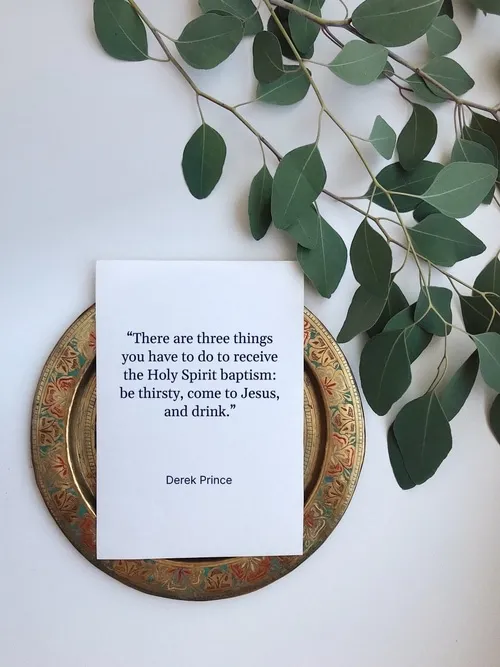 “There are three things
you have to do to receive
the Holy Spirit baptism:
be thirsty, come to Jesus,
and drink.”
Derek Prince